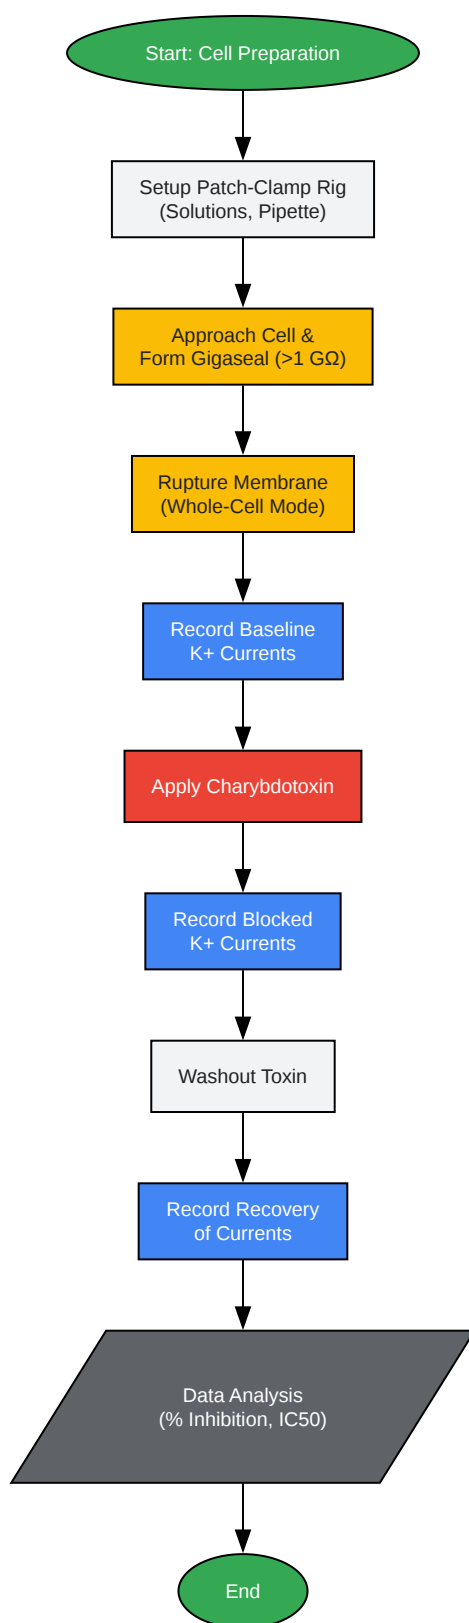 Start: Cell Preparation
Setup Patch-Clamp Rig
(Solutions, Pipette)
Approach Cell &
Form Gigaseal (>1 GΩ)
Rupture Membrane
(Whole-Cell Mode)
Record Baseline
K+ Currents
Apply Charybdotoxin
Record Blocked
K+ Currents
Washout Toxin
Record Recovery
of Currents
Data Analysis
(% Inhibition, IC50)
End